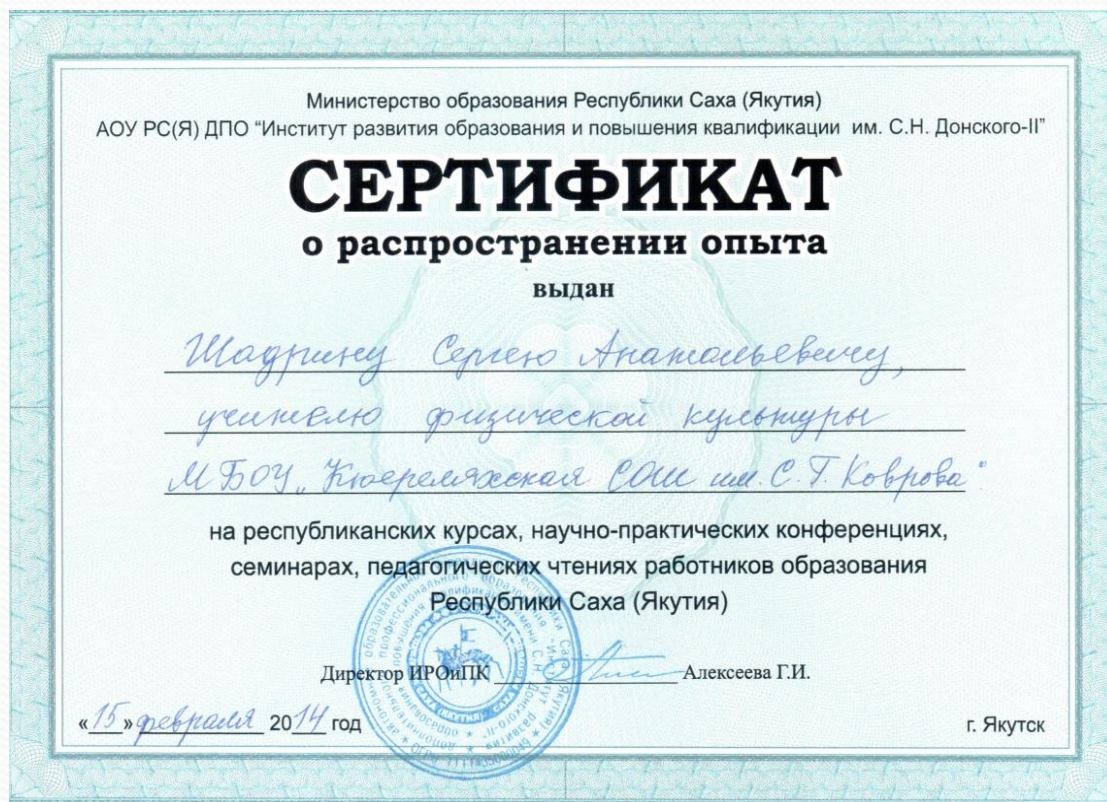 Министерство образования Республики Саха (Якутия)
АОУ РС(Я) ДПО "Институт развития образования и повышения квалификации им. С.Н. Донского-II"
СЕРТИФИКАТ
о распространении опыта
выдан
Шадрину Сергею Анатольевичу,
учителю физической культуры
МБОУ „Кюереляхская СОШ им. С.Г. Коврова"
на республиканских курсах, научно-практических конференциях,
семинарах, педагогических чтениях работников образования
Республики Саха (Якутия)
Директор ИРОиПК Алексеева Г.И.
«15» февраля 2014 год
г. Якутск